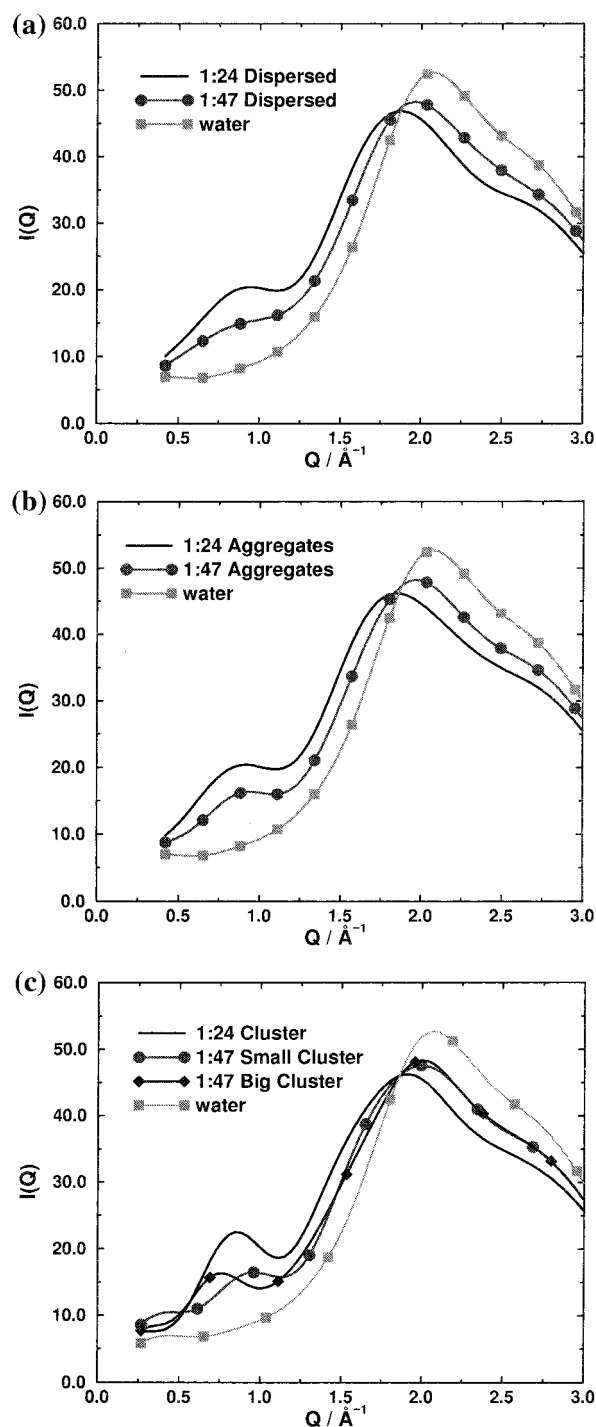 (a)
60.0
50.0
40.0
30.0
20.0
10.0
0.0
I(Q)
1:24 Dispersed
1:47 Dispersed
water
0.0 0.5 1.0 1.5 2.0 2.5 3.0
Q / Å⁻¹
(b)
60.0
50.0
40.0
30.0
20.0
10.0
0.0
I(Q)
1:24 Aggregates
1:47 Aggregates
water
0.0 0.5 1.0 1.5 2.0 2.5 3.0
Q / Å⁻¹
(c)
60.0
50.0
40.0
30.0
20.0
10.0
0.0
I(Q)
1:24 Cluster
1:47 Small Cluster
1:47 Big Cluster
water
0.0 0.5 1.0 1.5 2.0 2.5 3.0
Q / Å⁻¹